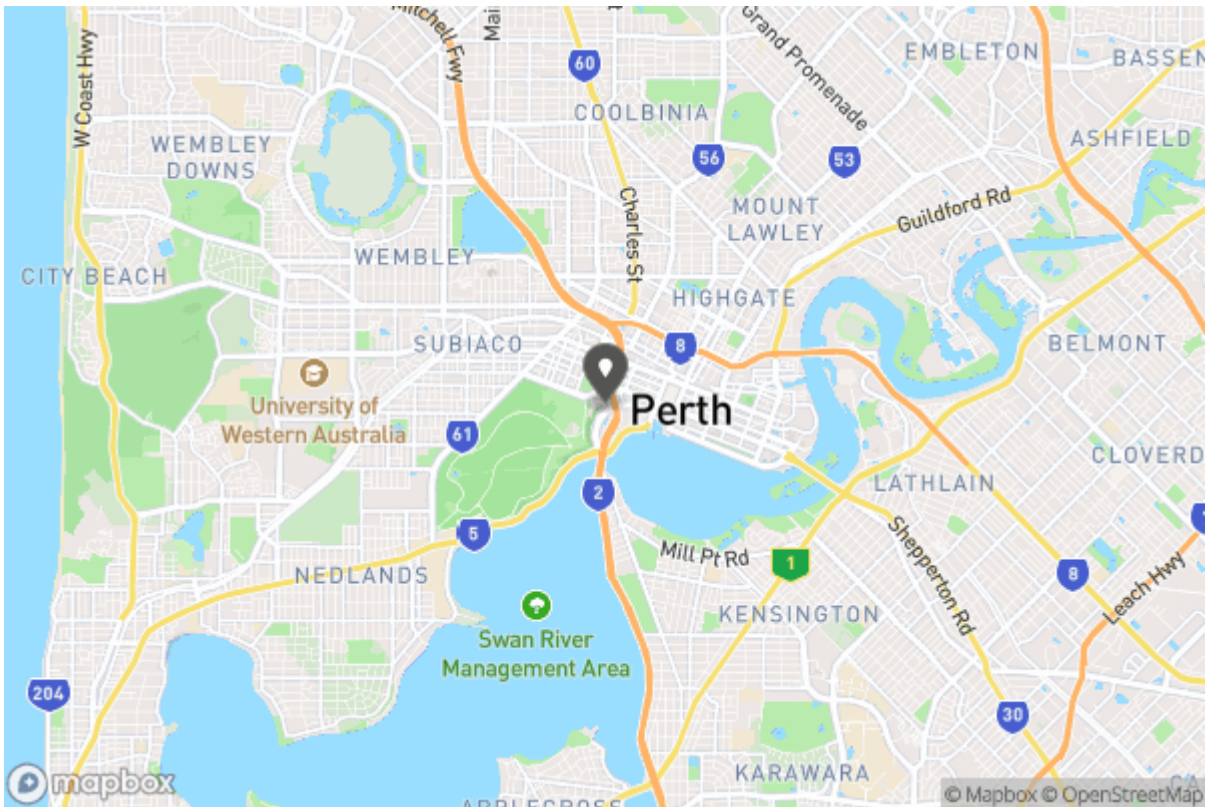 W Coast Hwy
Mitchell Fwy
60
Grand Promenade
EMBLETON
COOLBINIA
ASHFIELD
WEMBLEY
DOWNS
56
53
Charles St
MOUNT
LAWLEY
Guildford Rd
WEMBLEY
CITY BEACH
HIGHGATE
SUBIACO
8
BELMONT
University of
Western Australia
61
Perth
LATHLAIN
2
5
Mill Pt Rd
1
Shepperton Rd
8
Leach Hwy
NEDLANDS
KENSINGTON
Swan River
Management Area
204
30
KARAWARA
mapbox
© Mapbox © OpenStreetMap